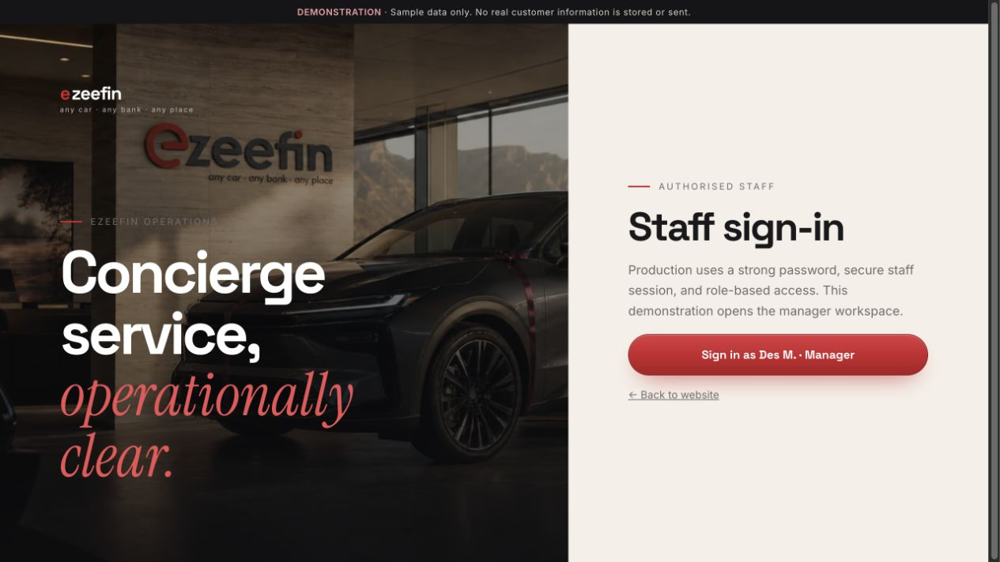 DEMONSTRATION · Sample data only. No real customer information is stored or sent.
ezeefin
any car · any bank · any place
ezeefin
any car · any bank · any place
EZEEFIN OPERATIONS
Concierge
service,
operationally
clear.
AUTHORISED STAFF
Staff sign-in
Production uses a strong password, secure staff
session, and role-based access. This
demonstration opens the manager workspace.
Sign in as Des M. · Manager
← Back to website